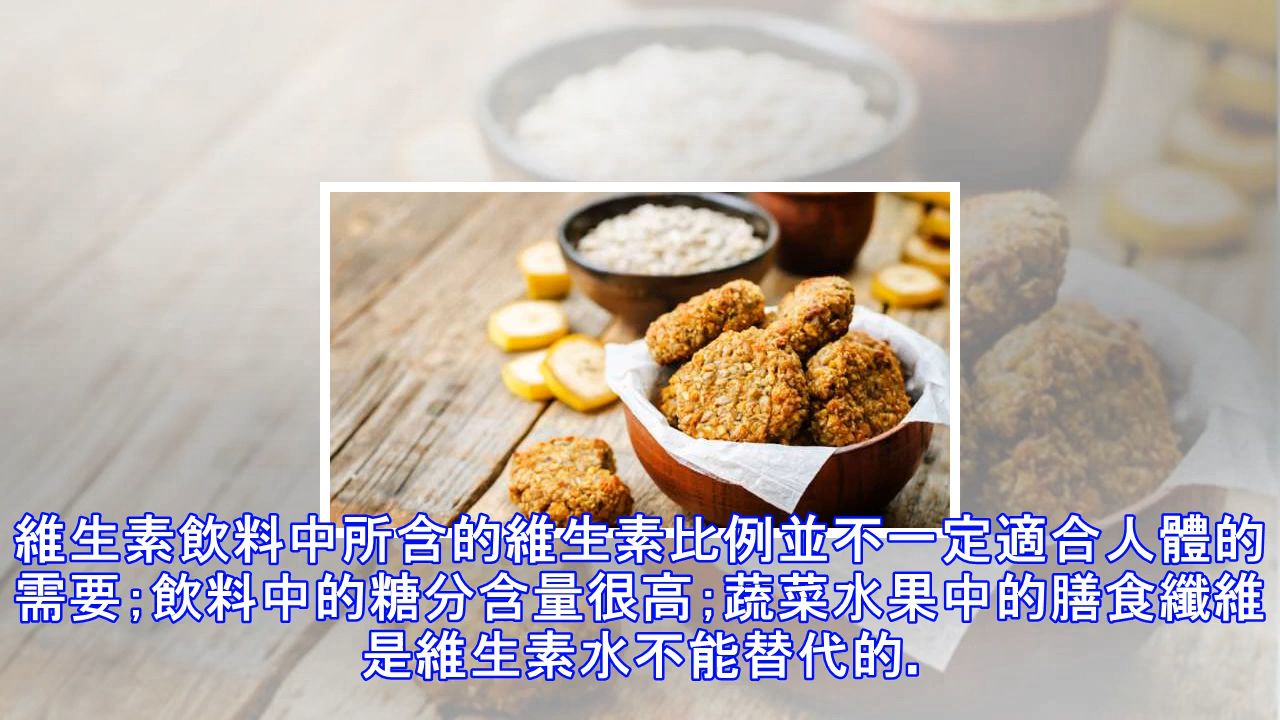 維生素飲料中所含的維生素比例並不一定適合人體的
需要;飲料中的糖分含量很高;蔬菜水果中的膳食纖維
是維生素水不能替代的.